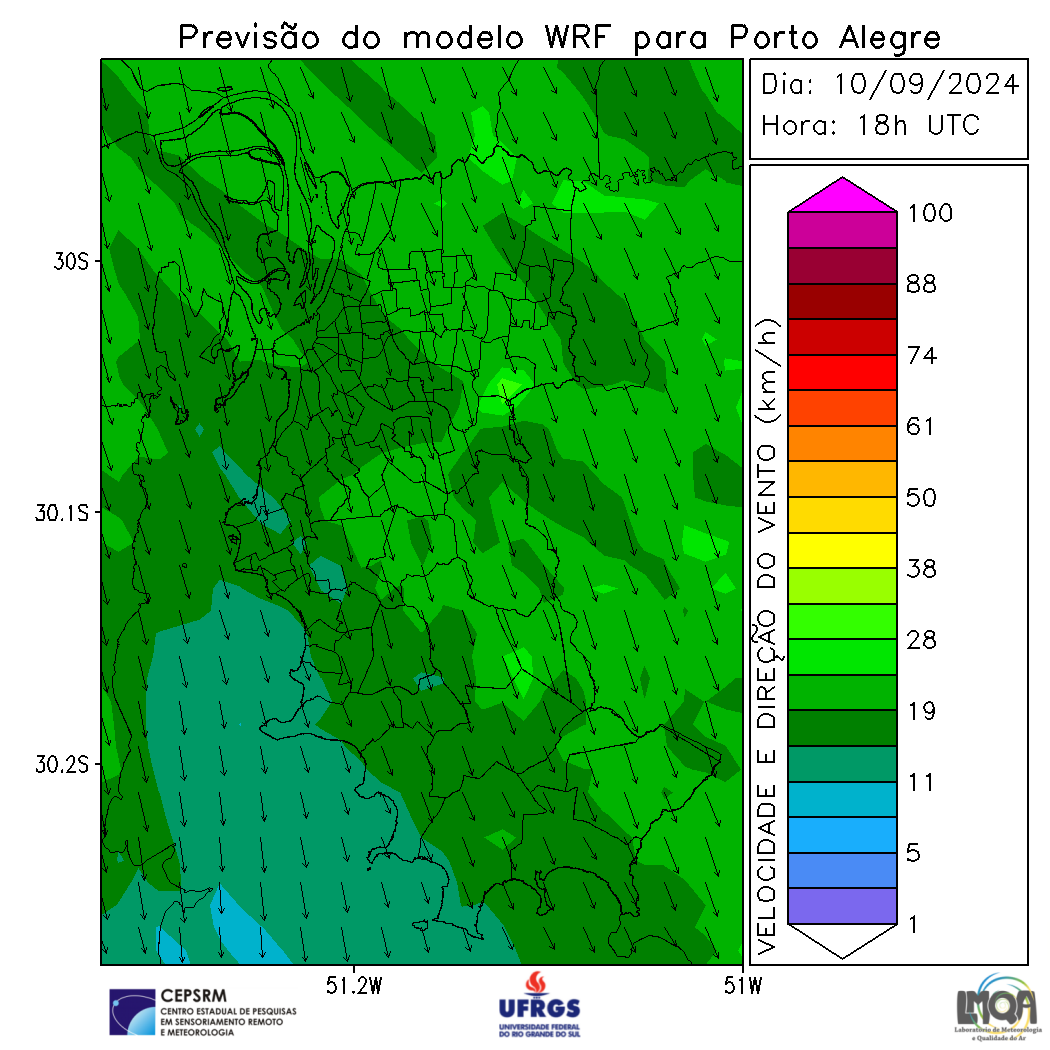 Previsão do modelo WRF para Porto Alegre
Dia: 10/09/2024
Hora: 18h UTC
30S
30.1S
30.2S
51.2W
51W
VELOCIDADE E DIREÇÃO DO VENTO (km/h)
100
88
74
61
50
38
28
19
11
5
1
CEPSRM
CENTRO ESTADUAL DE PESQUISAS
EM SENSORIAMENTO REMOTO
E METEOROLOGIA
UFRGS
UNIVERSIDADE FEDERAL
DO RIO GRANDE DO SUL
LMQA
Laboratório de Meteorologia
e Qualidade do Ar